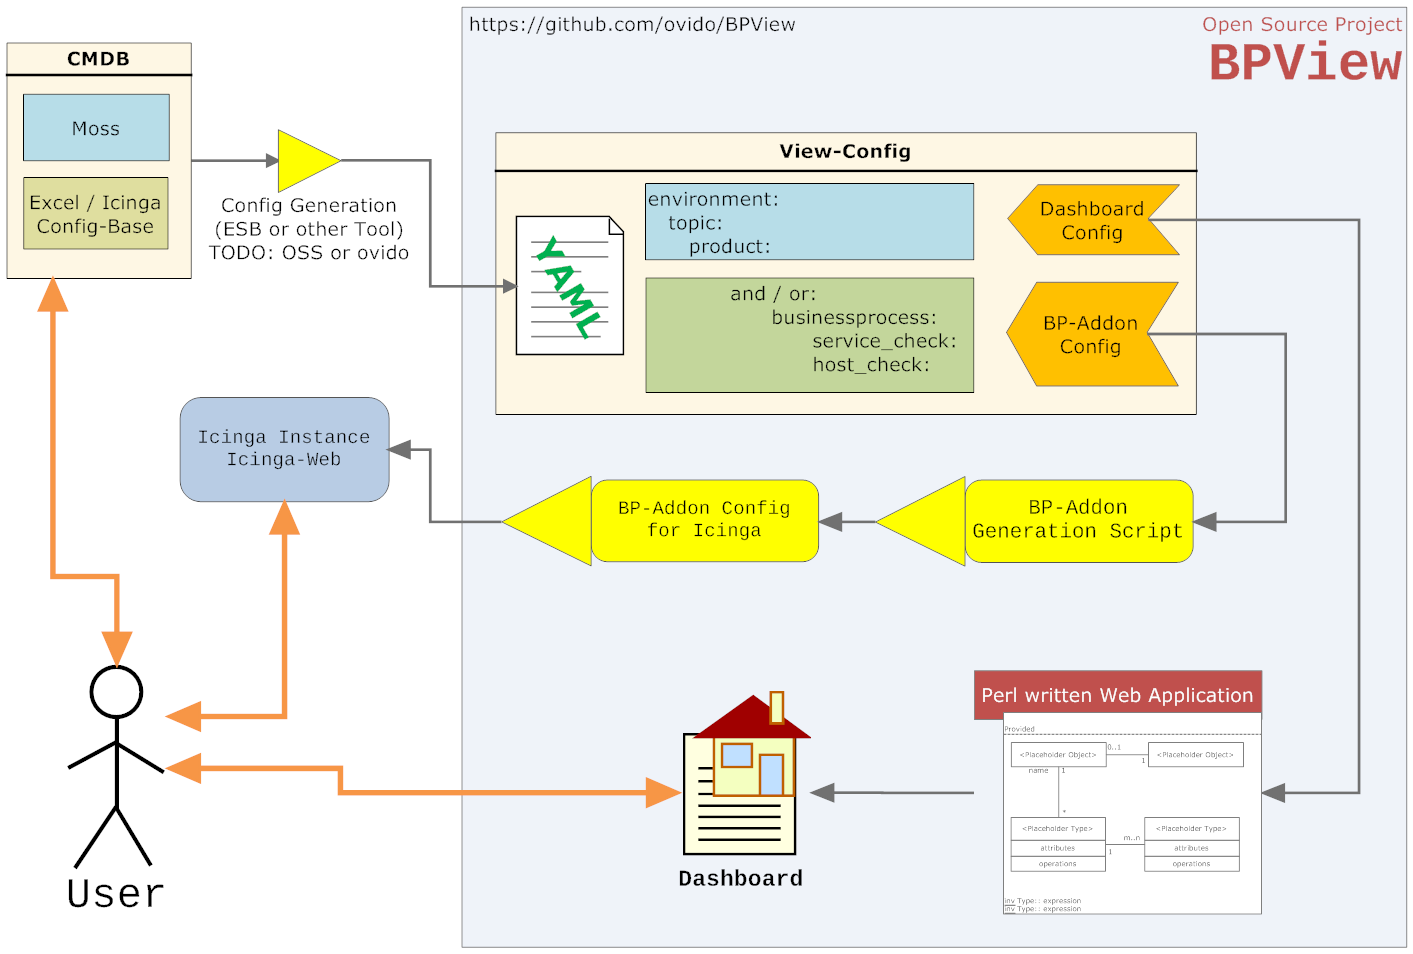 https://github.com/ovido/BPView
Open Source Project
BPView
CMDB
Moss
Excel / Icinga
Config-Base
Config Generation
(ESB or other Tool)
TODO: OSS or ovido
View-Config
YAML
environment:
topic:
product:
and / or:
businessprocess:
service_check:
host_check:
Dashboard
Config
BP-Addon
Config
Icinga Instance
Icinga-Web
BP-Addon Config
for Icinga
BP-Addon
Generation Script
User
Dashboard
Perl written Web Application
Provided
<Placeholder Object>
0..1
1
<Placeholder Object>
name
1
*
<Placeholder Type>
attributes
operations
m..n
1
<Placeholder Type>
attributes
operations
inv Type:: expression
inv Type:: expression